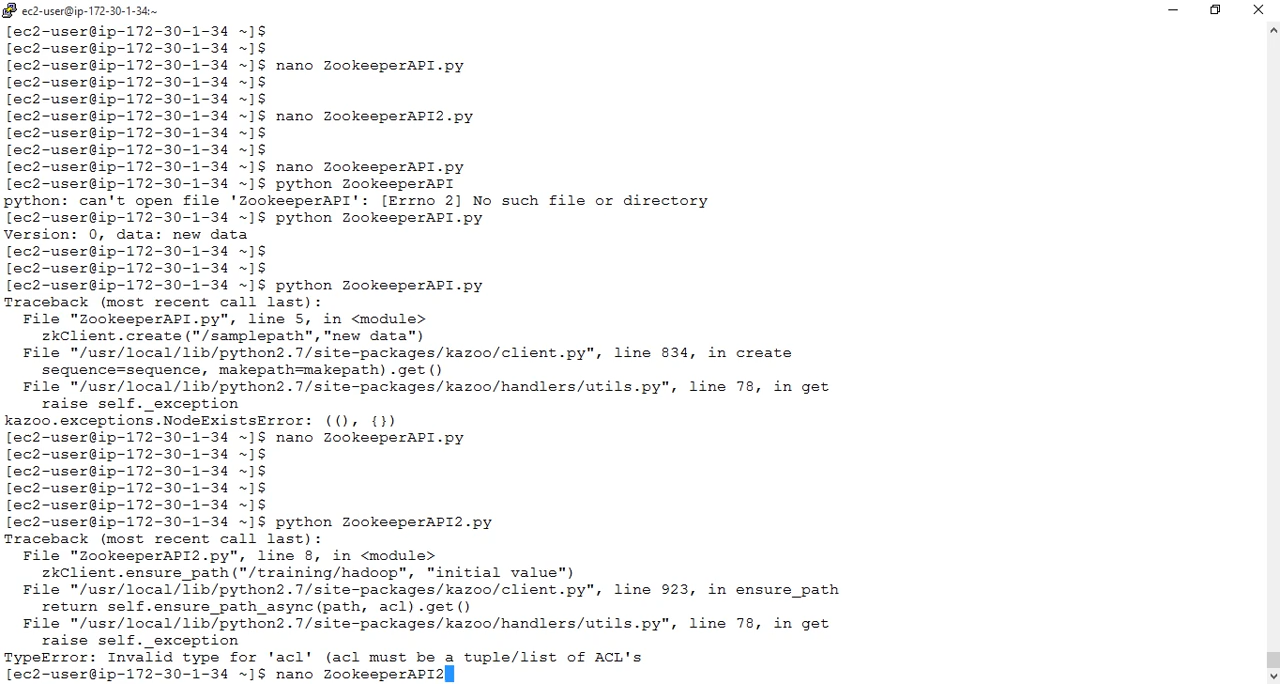 ec2-user@ip-172-30-1-34:~
[ec2-user@ip-172-30-1-34 ~]$
[ec2-user@ip-172-30-1-34 ~]$
[ec2-user@ip-172-30-1-34 ~]$ nano ZookeeperAPI.py
[ec2-user@ip-172-30-1-34 ~]$
[ec2-user@ip-172-30-1-34 ~]$
[ec2-user@ip-172-30-1-34 ~]$ nano ZookeeperAPI2.py
[ec2-user@ip-172-30-1-34 ~]$
[ec2-user@ip-172-30-1-34 ~]$
[ec2-user@ip-172-30-1-34 ~]$ nano ZookeeperAPI.py
[ec2-user@ip-172-30-1-34 ~]$ python ZookeeperAPI
python: can't open file 'ZookeeperAPI': [Errno 2] No such file or directory
[ec2-user@ip-172-30-1-34 ~]$ python ZookeeperAPI.py
Version: 0, data: new data
[ec2-user@ip-172-30-1-34 ~]$
[ec2-user@ip-172-30-1-34 ~]$
[ec2-user@ip-172-30-1-34 ~]$ python ZookeeperAPI.py
Traceback (most recent call last):
  File "ZookeeperAPI.py", line 5, in <module>
    zkClient.create("/samplepath","new data")
  File "/usr/local/lib/python2.7/site-packages/kazoo/client.py", line 834, in create
    sequence=sequence, makepath=makepath).get()
  File "/usr/local/lib/python2.7/site-packages/kazoo/handlers/utils.py", line 78, in get
    raise self._exception
kazoo.exceptions.NodeExistsError: ((), {})
[ec2-user@ip-172-30-1-34 ~]$ nano ZookeeperAPI.py
[ec2-user@ip-172-30-1-34 ~]$
[ec2-user@ip-172-30-1-34 ~]$
[ec2-user@ip-172-30-1-34 ~]$
[ec2-user@ip-172-30-1-34 ~]$
[ec2-user@ip-172-30-1-34 ~]$ python ZookeeperAPI2.py
Traceback (most recent call last):
  File "ZookeeperAPI2.py", line 8, in <module>
    zkClient.ensure_path("/training/hadoop", "initial value")
  File "/usr/local/lib/python2.7/site-packages/kazoo/client.py", line 923, in ensure_path
    return self.ensure_path_async(path, acl).get()
  File "/usr/local/lib/python2.7/site-packages/kazoo/handlers/utils.py", line 78, in get
    raise self._exception
TypeError: Invalid type for 'acl' (acl must be a tuple/list of ACL's
[ec2-user@ip-172-30-1-34 ~]$ nano ZookeeperAPI2